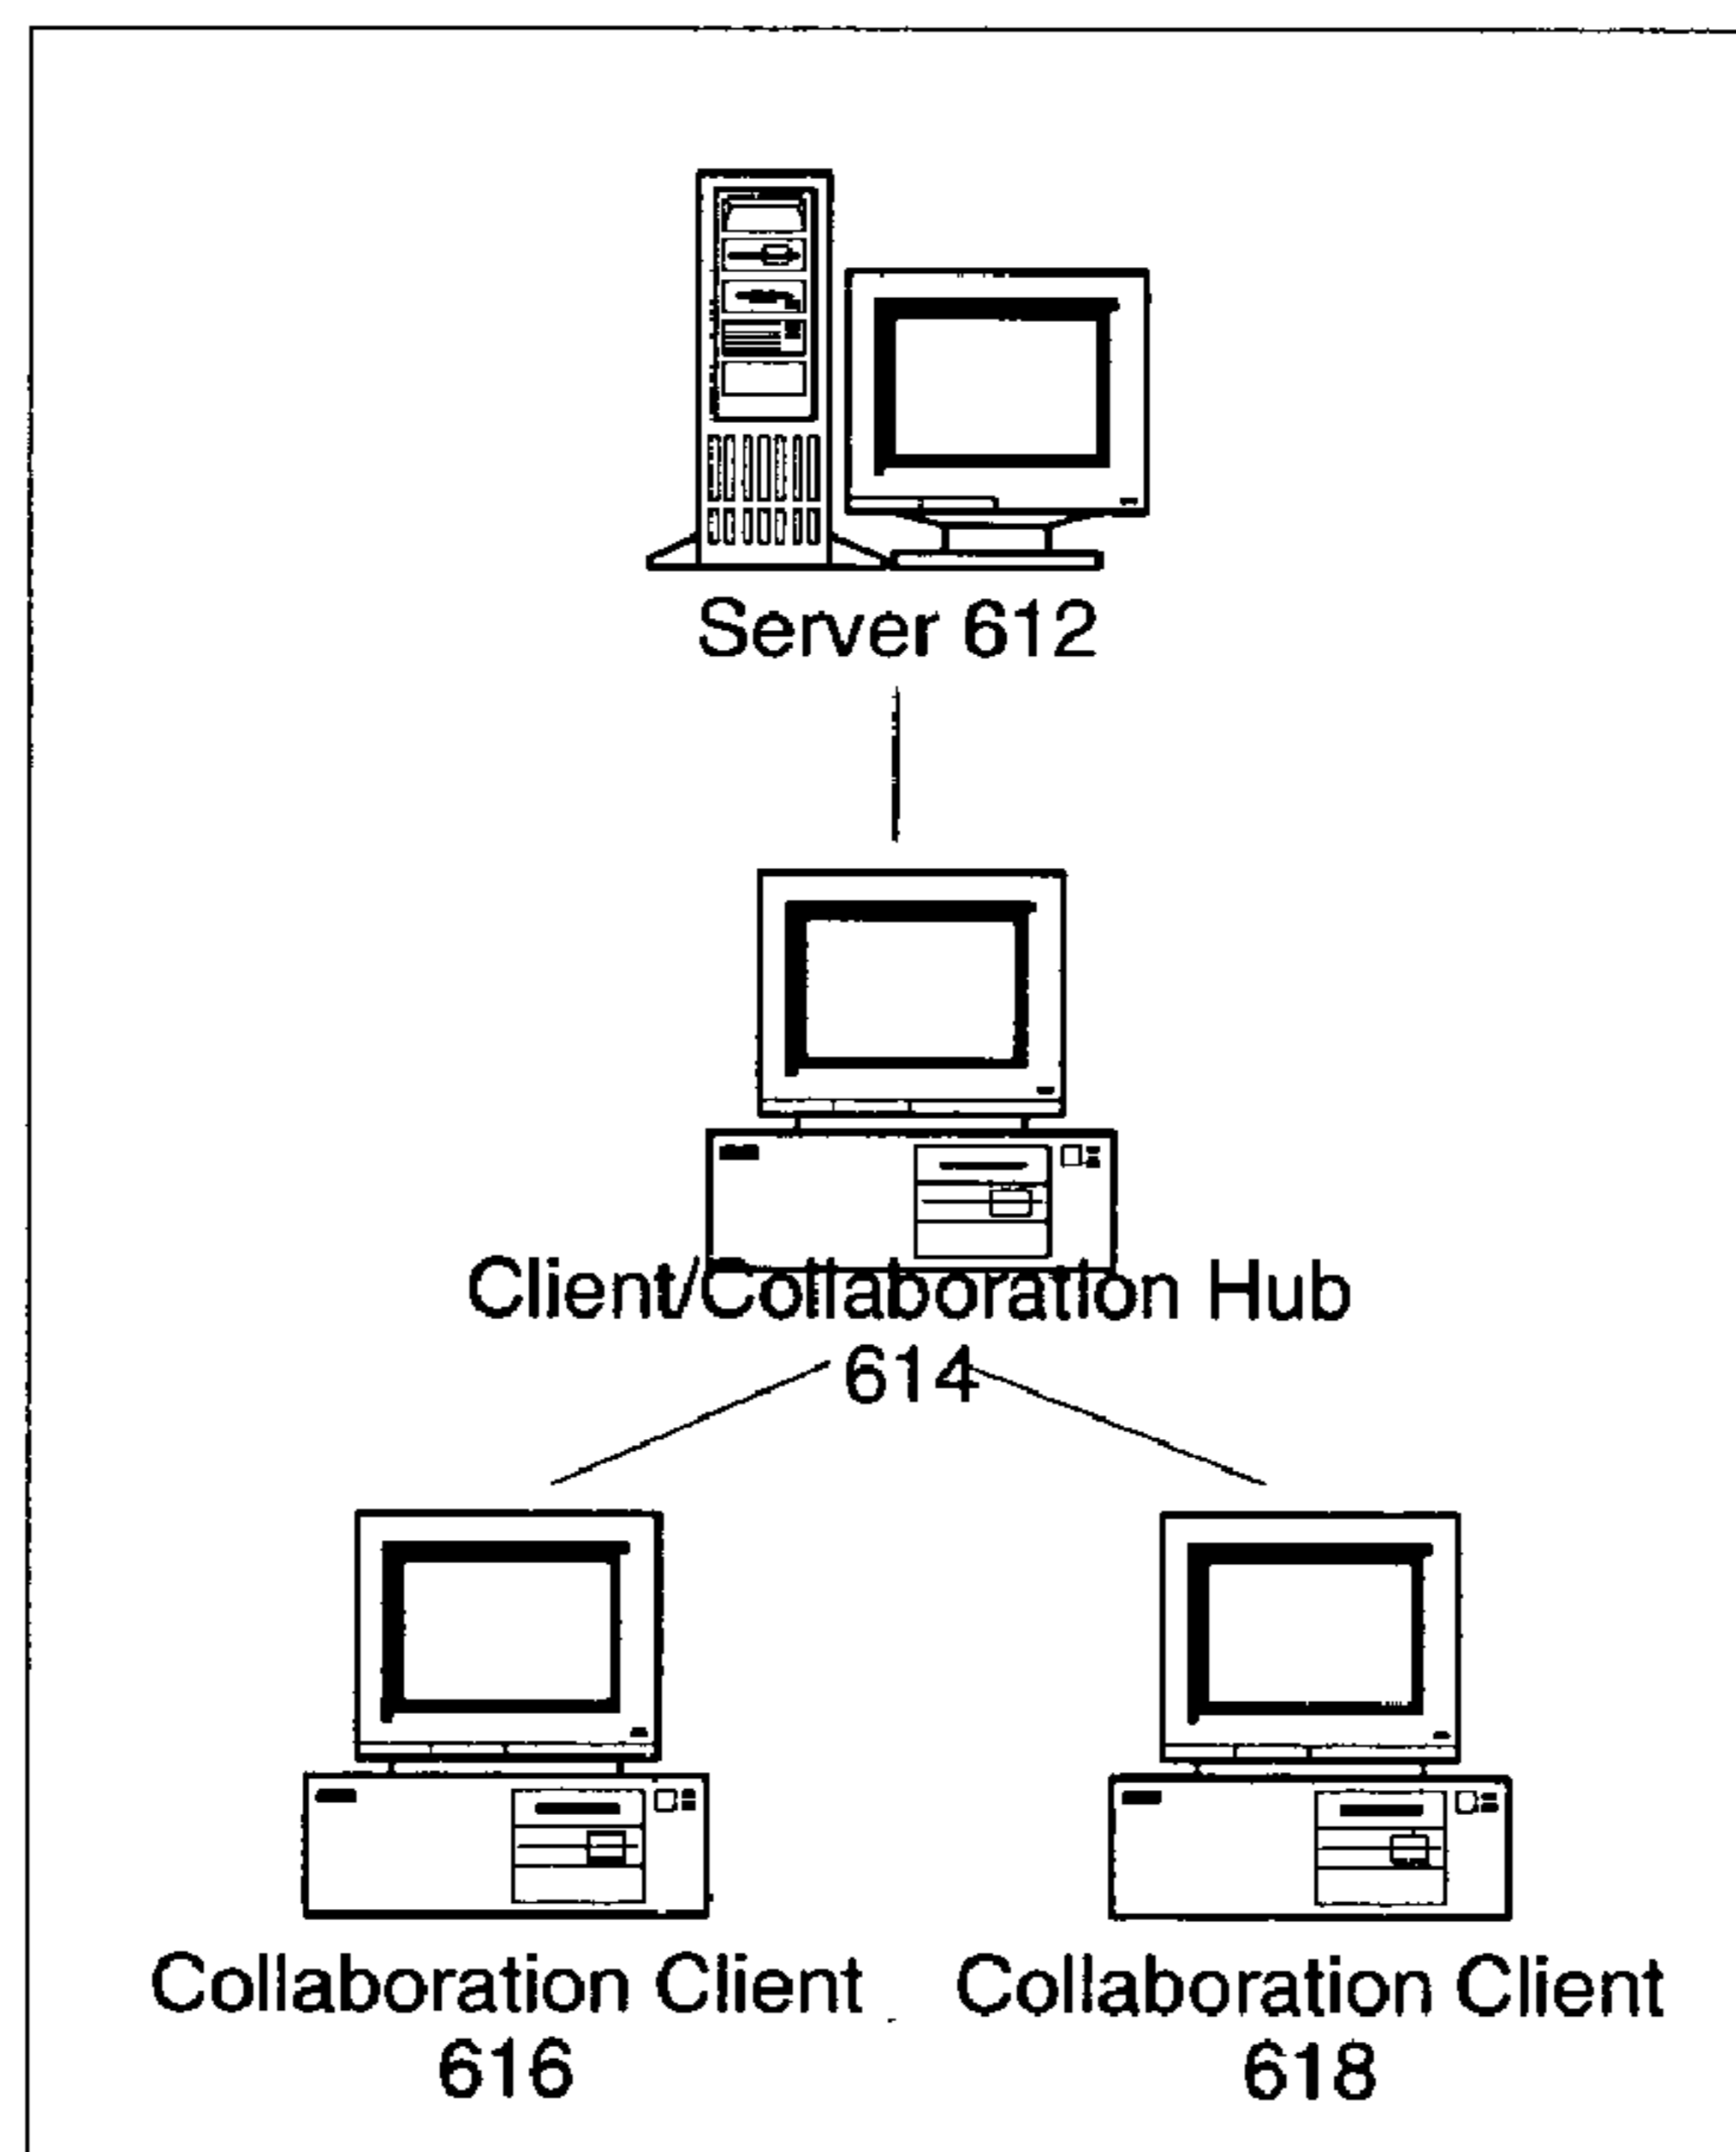 Server 612
Client/Collaboration Hub
614
Collaboration Client
616
Collaboration Client
618